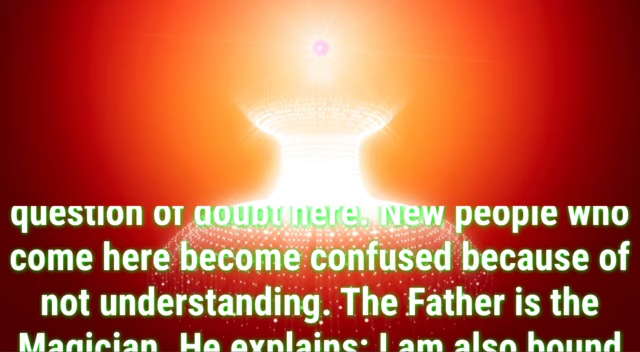 question of doubt here. New people who
come here become confused because of
not understanding. The Father is the
Magician. He explains: I am also bound